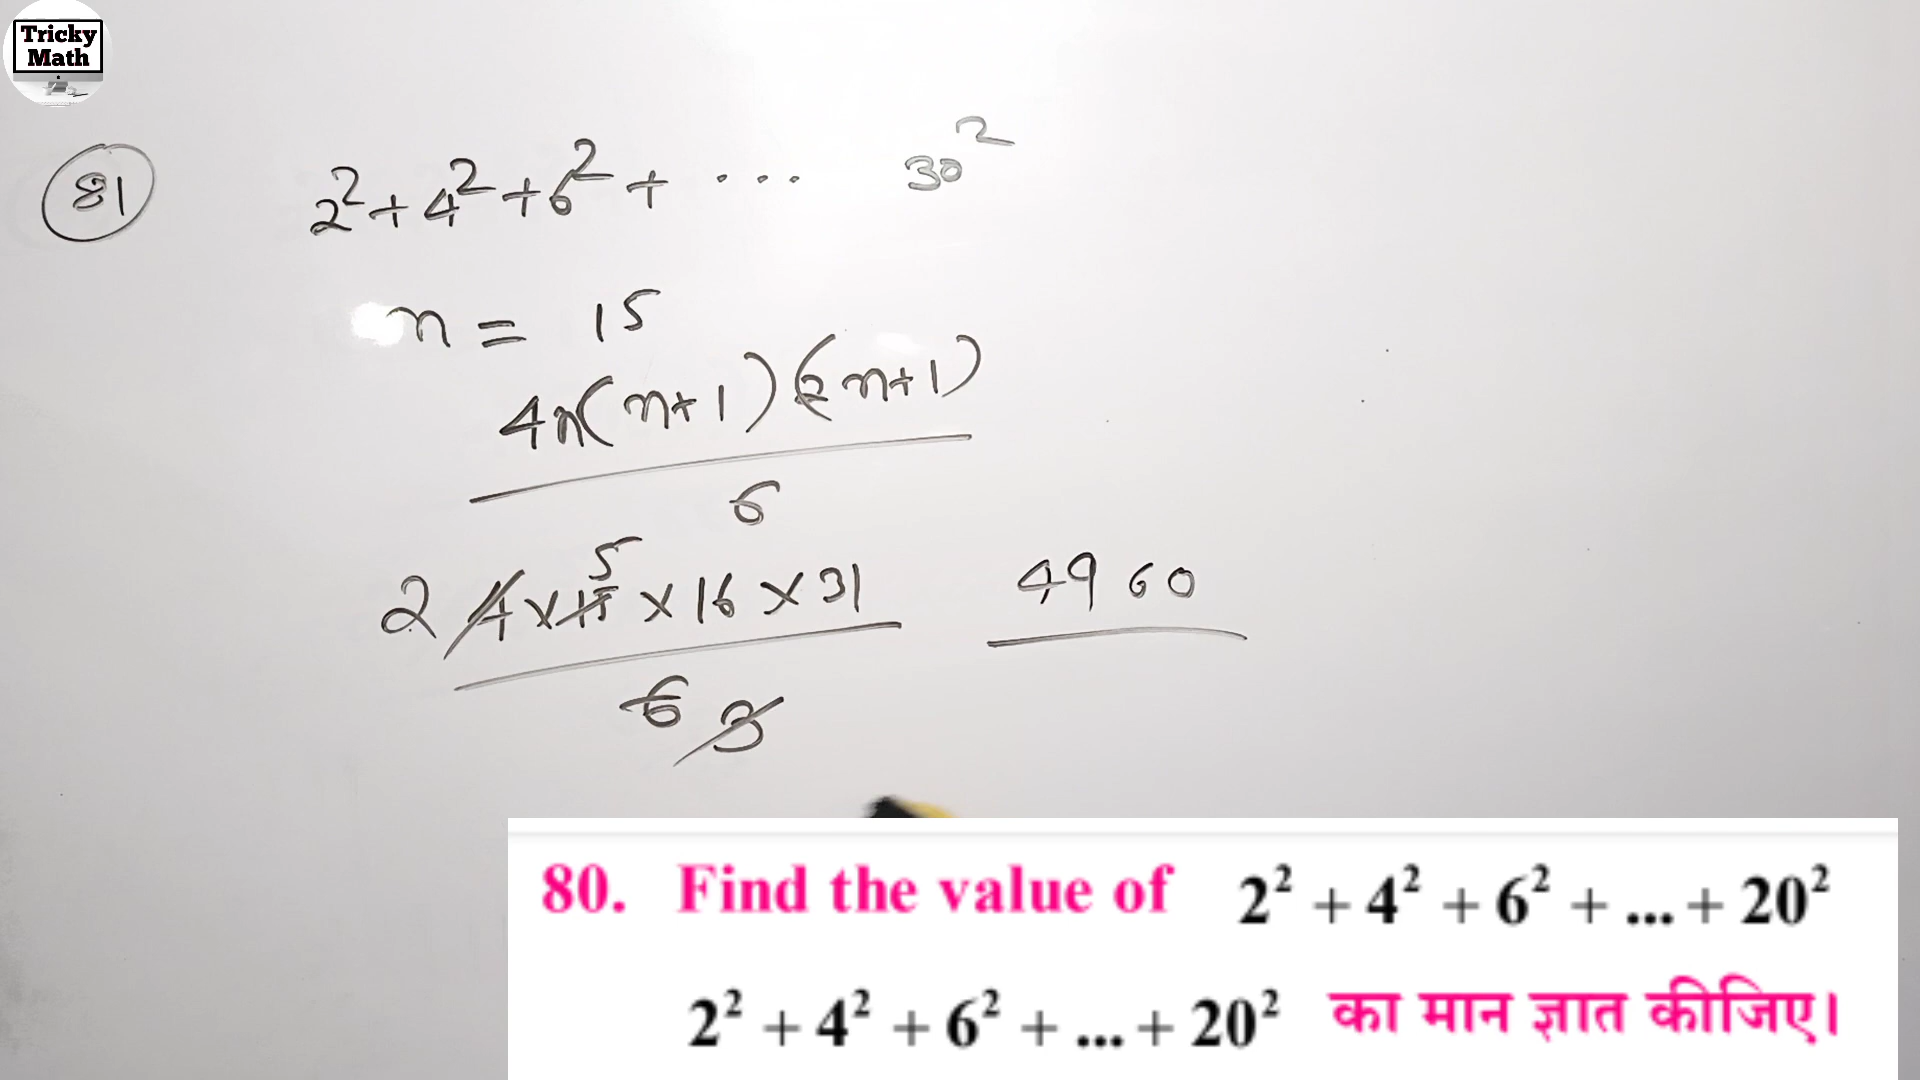 Tricky
Math
81
2² + 4² + 6² + ... 30²
n = 15
4n(n+1)(2n+1)
6
5
2 4 × 15 × 16 × 31
4960
6 3
80. Find the value of 2² + 4² + 6² + ... + 20²
2² + 4² + 6² + ... + 20² का मान ज्ञात कीजिए।